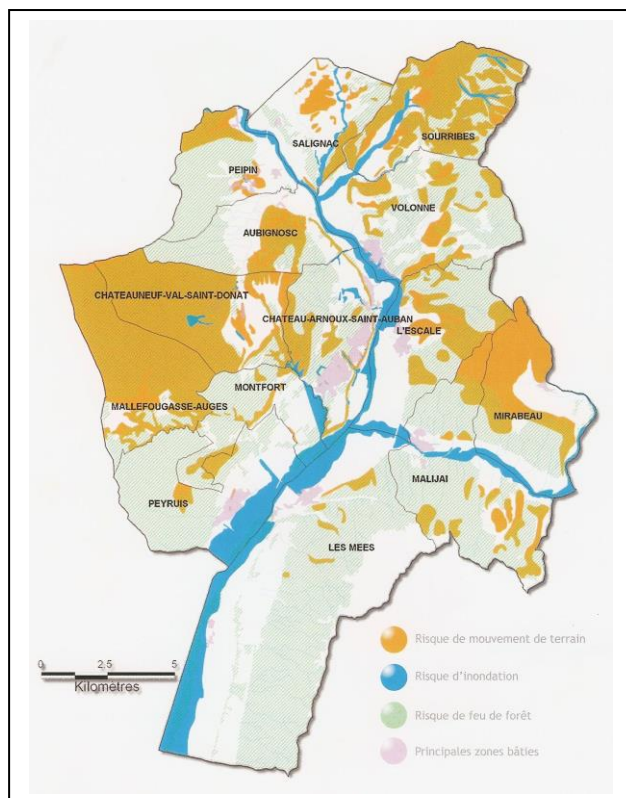 SALIGNAC
SOURRIBES
PEIPIN
VOLONNE
AUBIGNOSC
CHATEAUNEUF-VAL-SAINT-DONAT
CHATEAU-ARNOUX-SAINT-AUBAN
L'ESCALE
MONTFORT
MALLEFOUGASSE-AUGES
MIRABEAU
MALIJAI
PEYRUIS
LES MEES
Risque de mouvement de terrain
0 2,5 5
Kilomètres
Risque d'Inondation
Risque de feu de forêt
Principales zones bâties